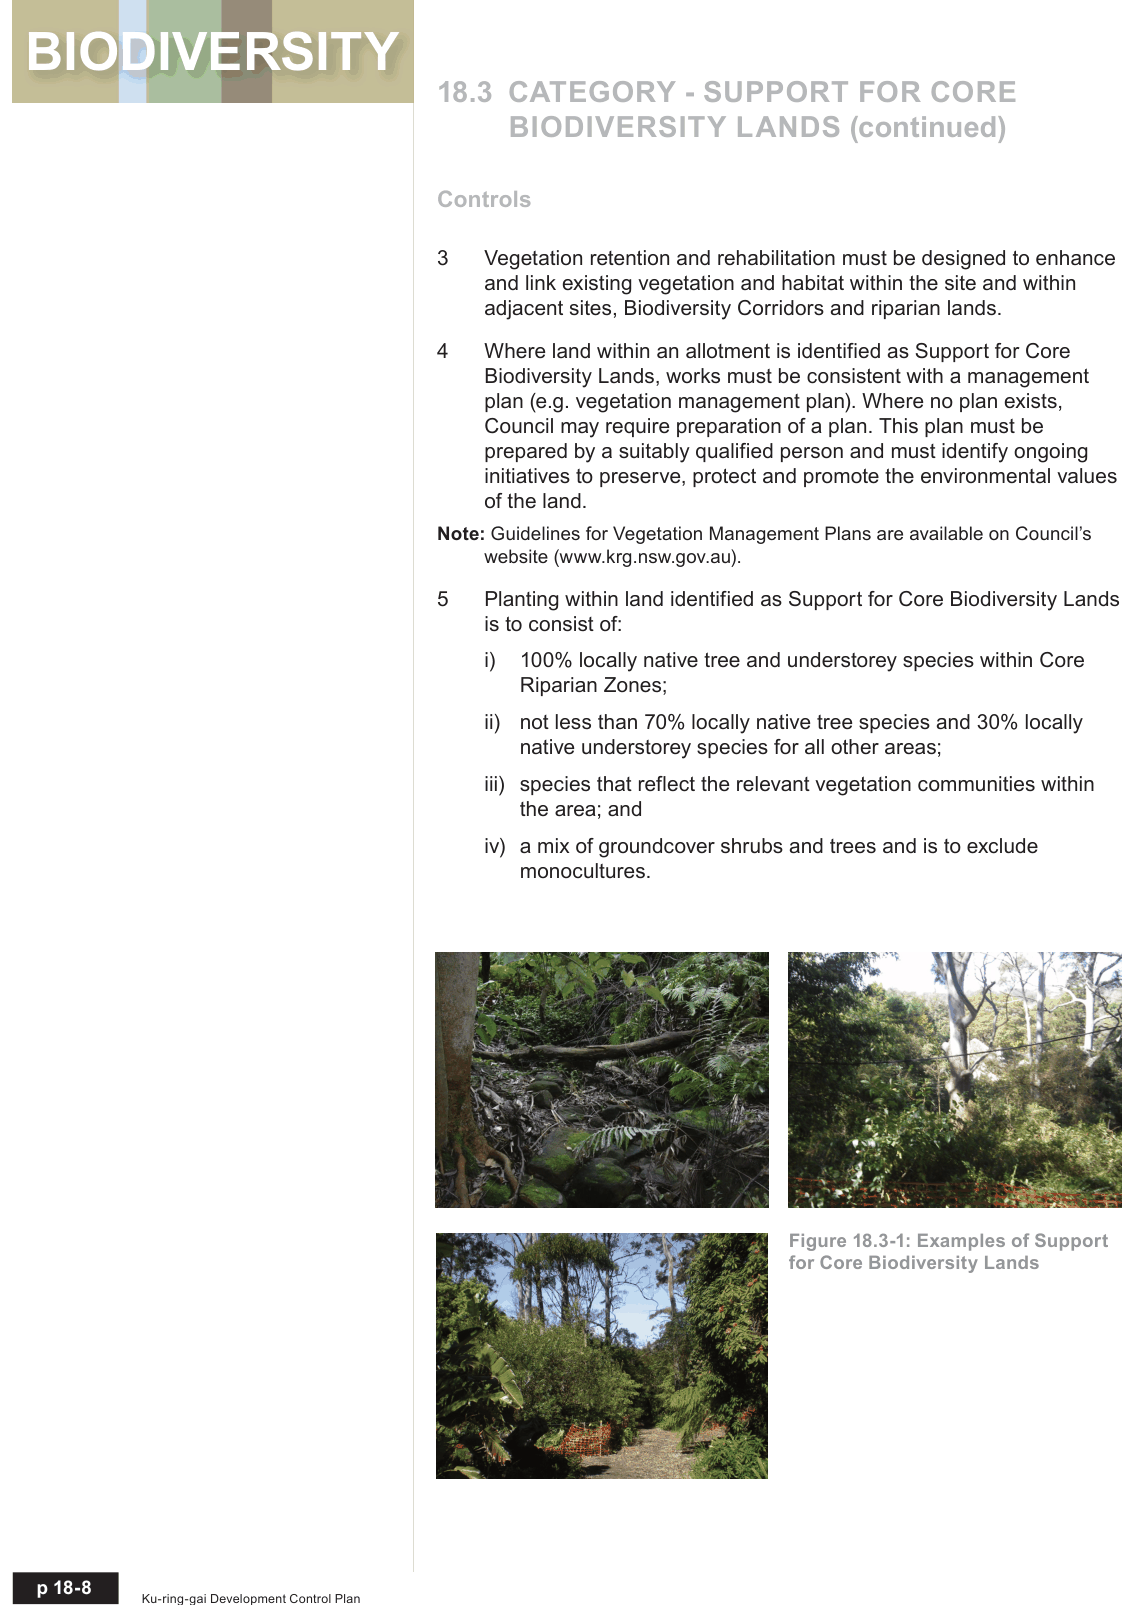 BIODIVERSITY
18.3 CATEGORY - SUPPORT FOR CORE
BIODIVERSITY LANDS (continued)
Controls
3 Vegetation retention and rehabilitation must be designed to enhance
and link existing vegetation and habitat within the site and within
adjacent sites, Biodiversity Corridors and riparian lands.
4 Where land within an allotment is identified as Support for Core
Biodiversity Lands, works must be consistent with a management
plan (e.g. vegetation management plan). Where no plan exists,
Council may require preparation of a plan. This plan must be
prepared by a suitably qualified person and must identify ongoing
initiatives to preserve, protect and promote the environmental values
of the land.
Note: Guidelines for Vegetation Management Plans are available on Council’s
website (www.krg.nsw.gov.au).
5 Planting within land identified as Support for Core Biodiversity Lands
is to consist of:
i) 100% locally native tree and understorey species within Core
Riparian Zones;
ii) not less than 70% locally native tree species and 30% locally
native understorey species for all other areas;
iii) species that reflect the relevant vegetation communities within
the area; and
iv) a mix of groundcover shrubs and trees and is to exclude
monocultures.
Figure 18.3-1: Examples of Support
for Core Biodiversity Lands
p 18-8
Ku-ring-gai Development Control Plan